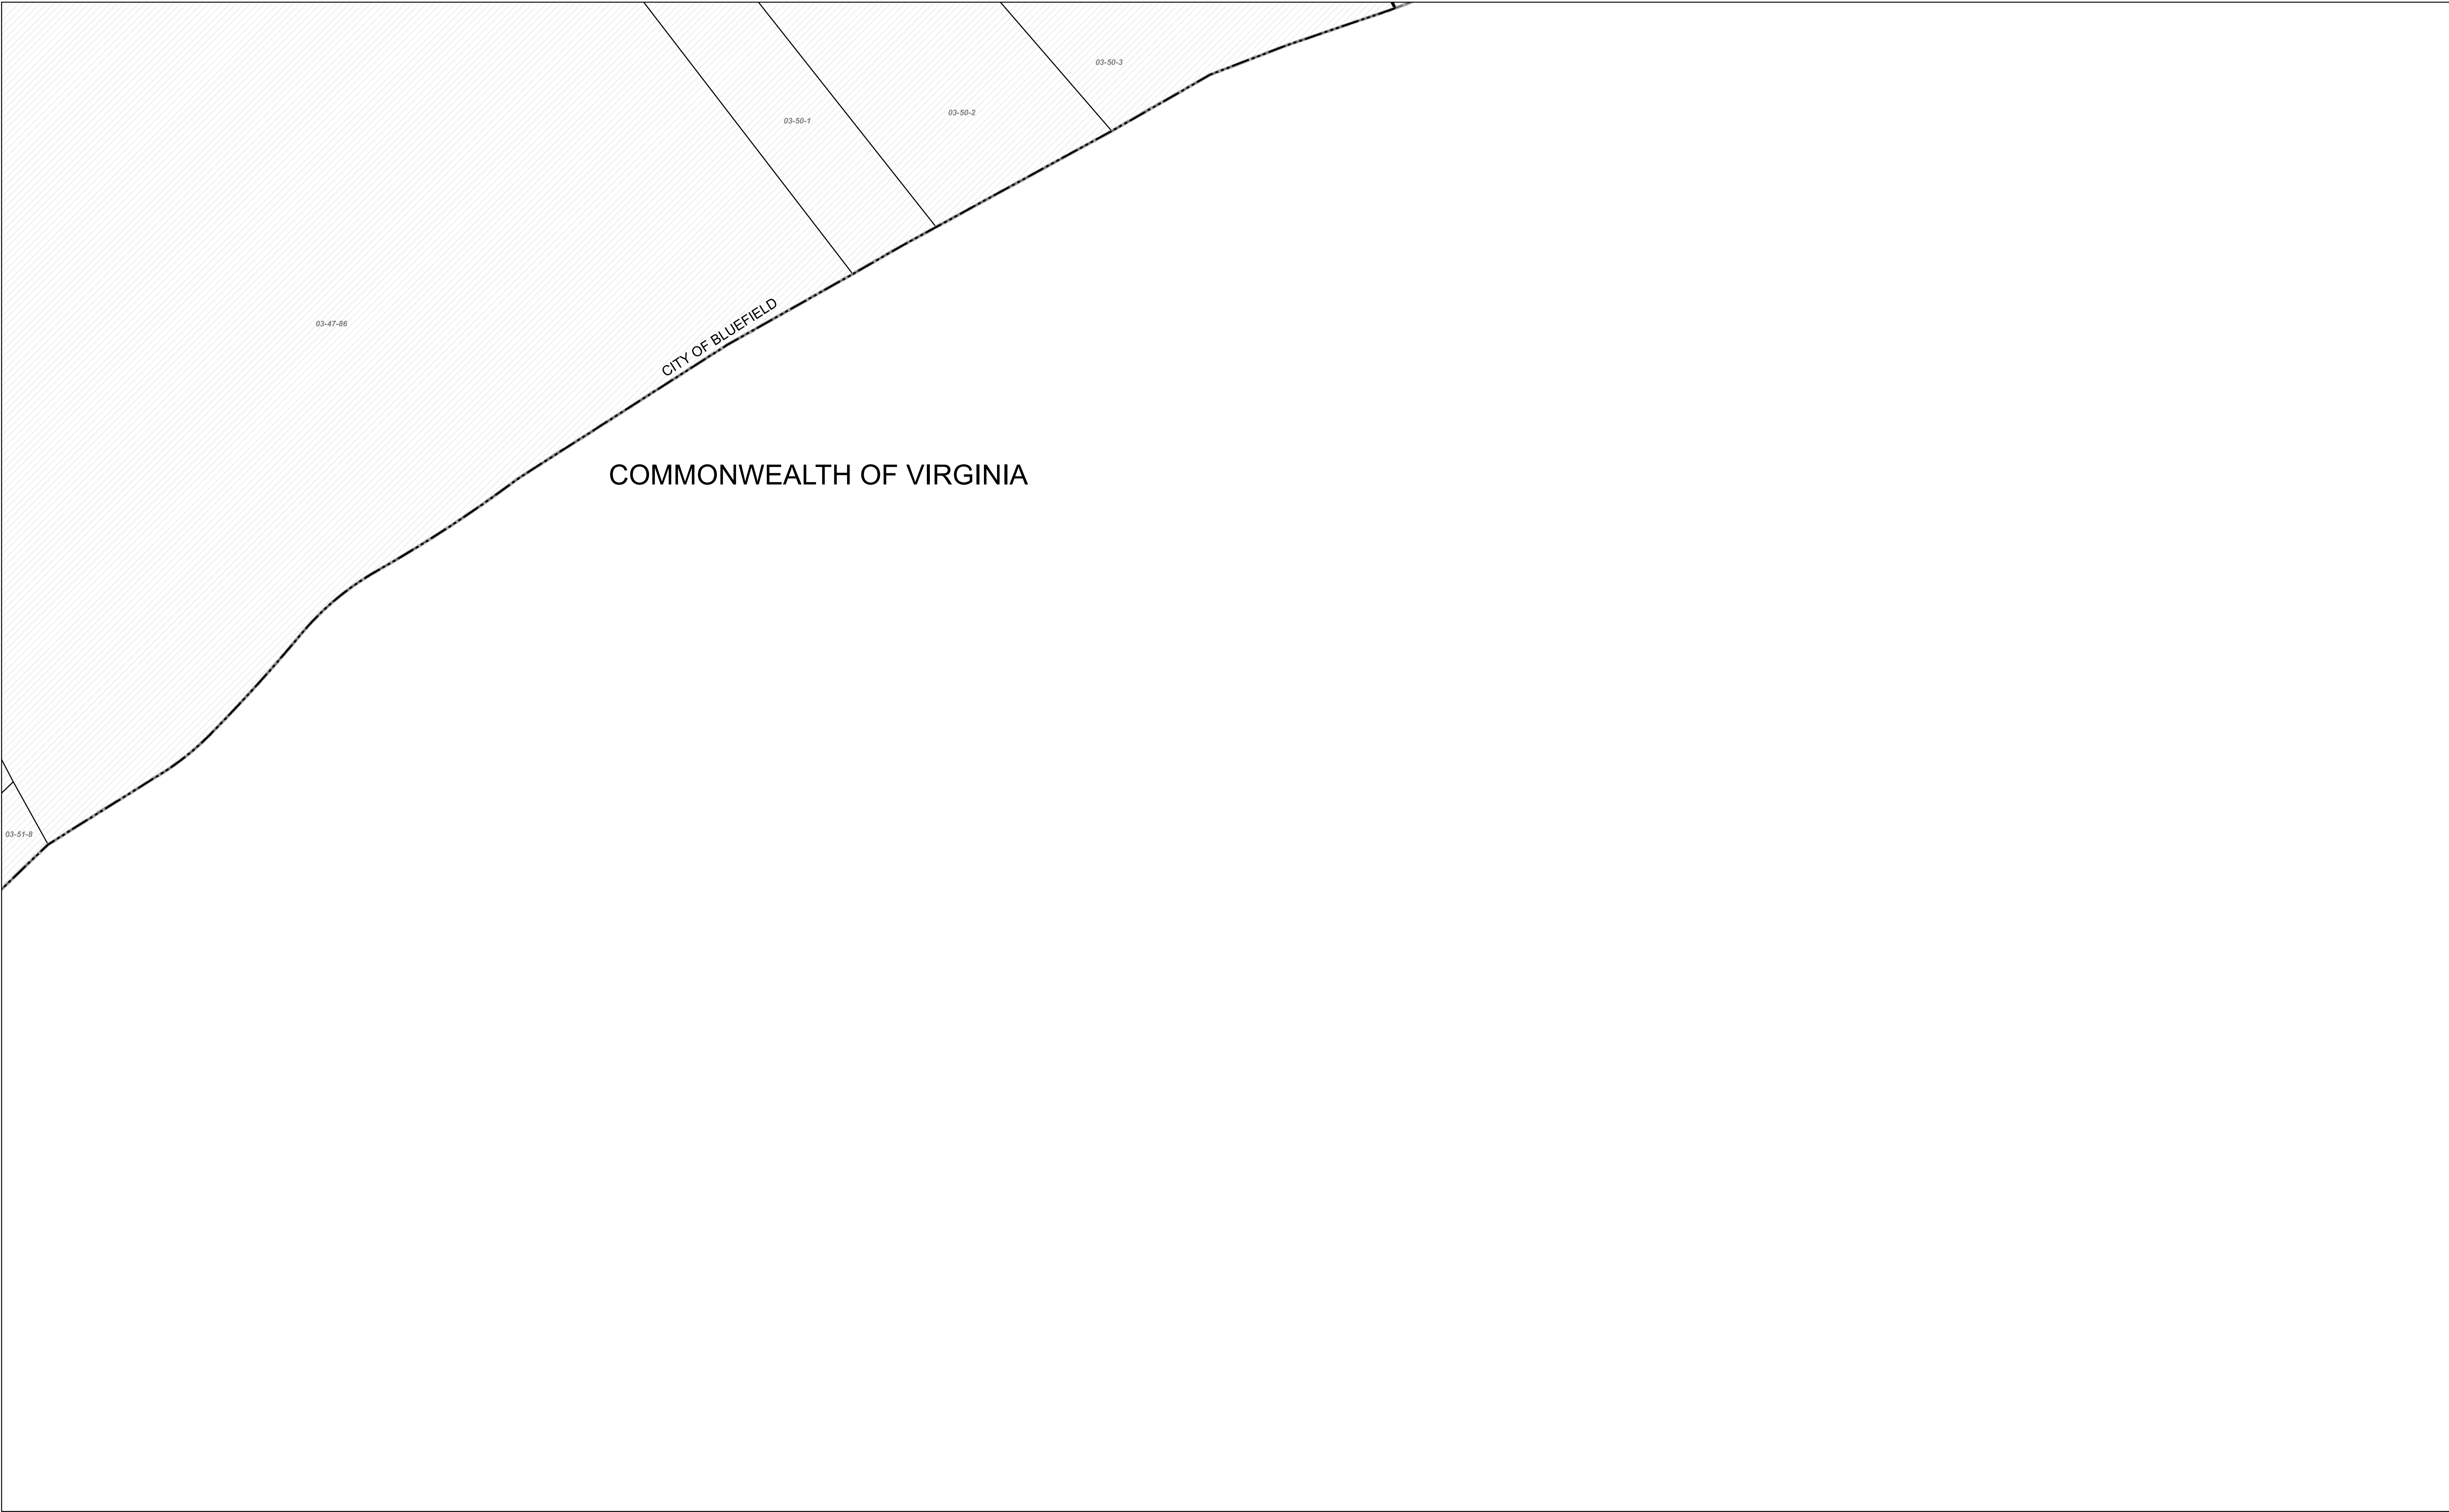 03-50-3
03-50-2
03-50-1
CITY OF BLUEFIELD
03-47-86
COMMONWEALTH OF VIRGINIA
03-51-8